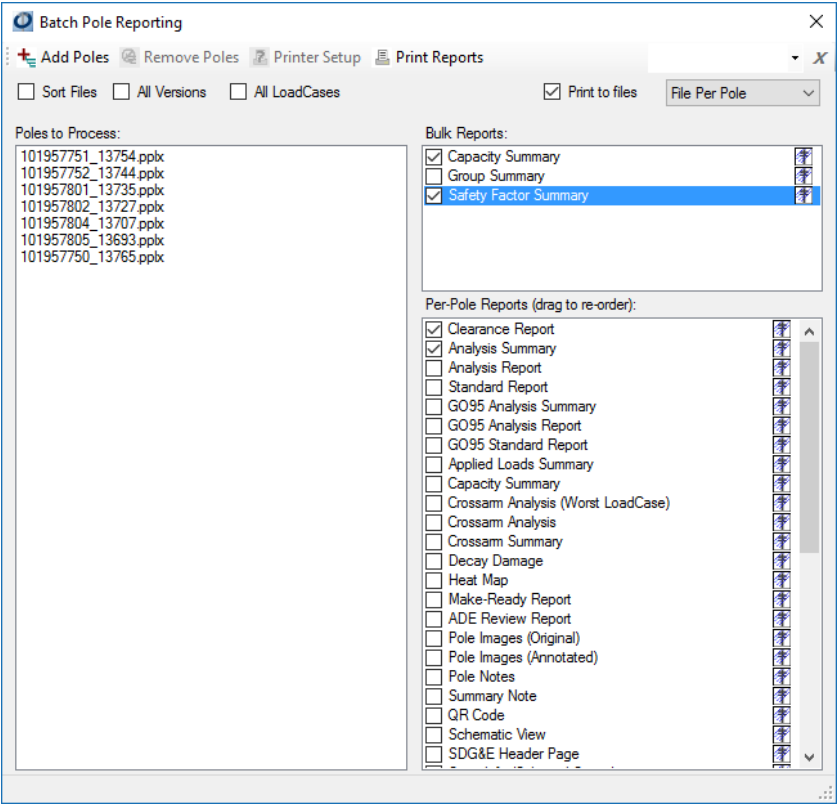 Batch Pole Reporting
Add Poles Remove Poles Printer Setup Print Reports X
Sort Files All Versions All LoadCases Print to files File Per Pole
Poles to Process:
101957751_13754.pplx
101957752_13744.pplx
101957801_13735.pplx
101957802_13727.pplx
101957804_13707.pplx
101957805_13693.pplx
101957750_13765.pplx
Bulk Reports:
Capacity Summary
Group Summary
Safety Factor Summary
Per-Pole Reports (drag to re-order):
Clearance Report
Analysis Summary
Analysis Report
Standard Report
GO95 Analysis Summary
GO95 Analysis Report
GO95 Standard Report
Applied Loads Summary
Capacity Summary
Crossarm Analysis (Worst LoadCase)
Crossarm Analysis
Crossarm Summary
Decay Damage
Heat Map
Make-Ready Report
ADE Review Report
Pole Images (Original)
Pole Images (Annotated)
Pole Notes
Summary Note
QR Code
Schematic View
SDG&E Header Page